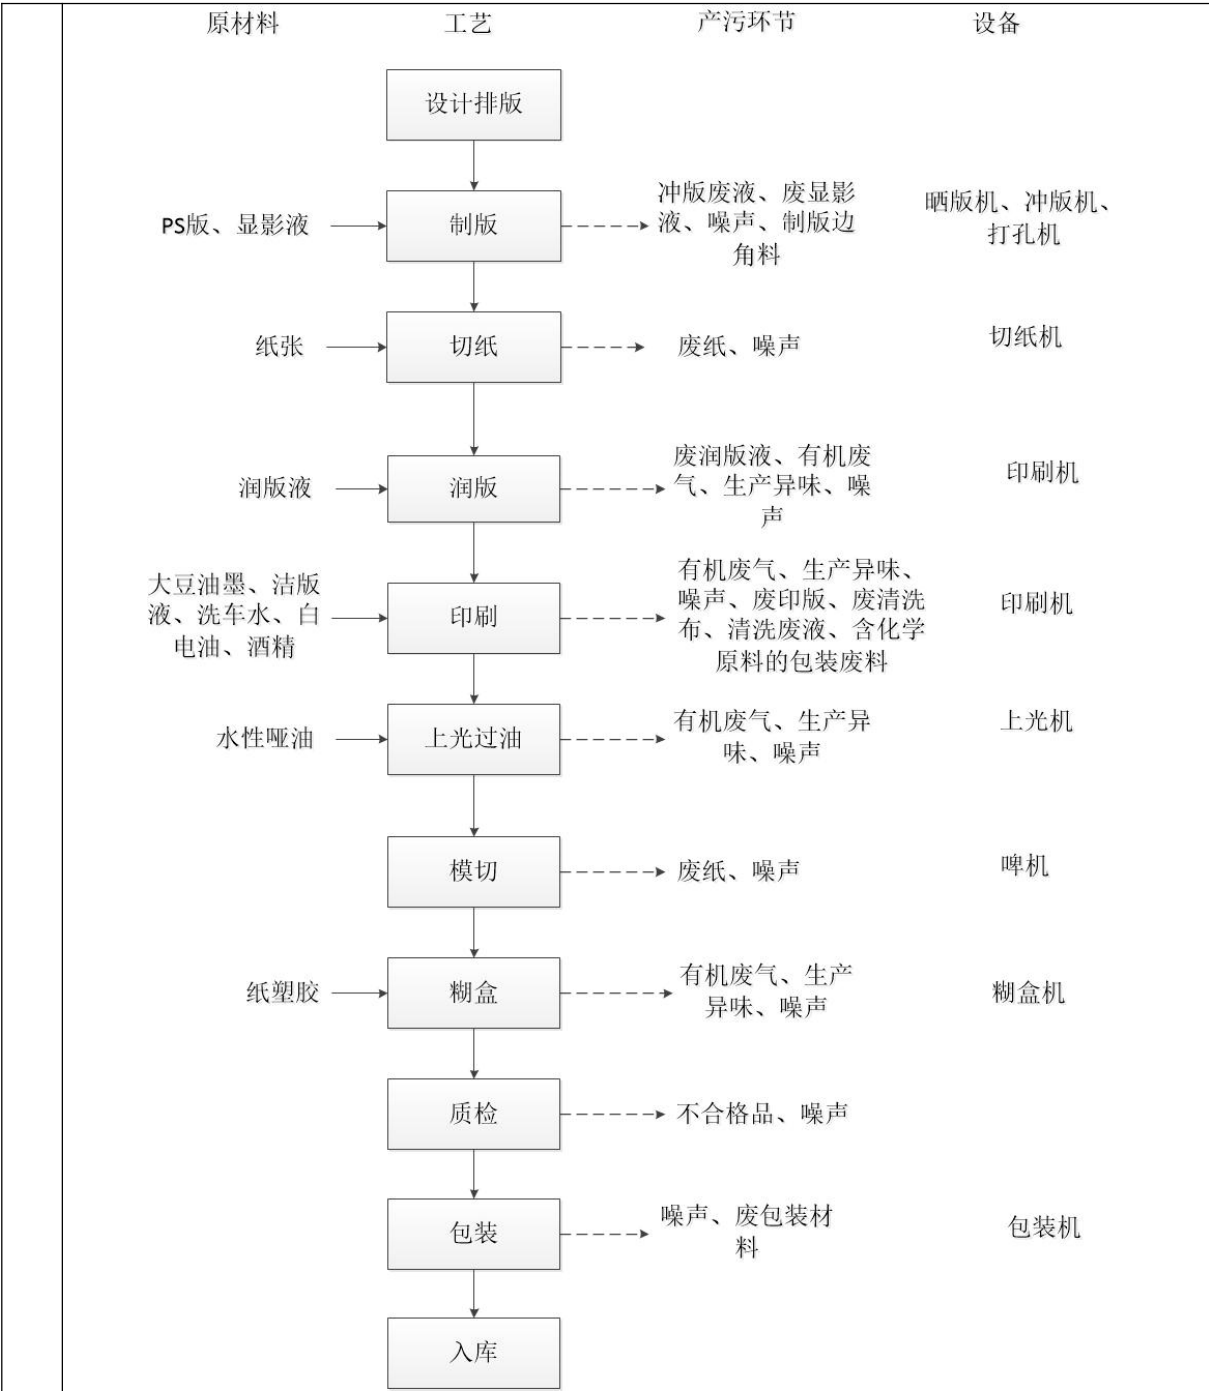 原材料 工艺 产污环节 设备
设计排版
PS版、显影液
制版
冲版废液、废显影
液、噪声、制版边
角料
晒版机、冲版机、
打孔机
纸张
切纸
废纸、噪声
切纸机
润版液
润版
废润版液、有机废
气、生产异味、噪
声
印刷机
大豆油墨、洁版
液、洗车水、白
电油、酒精
印刷
有机废气、生产异味、
噪声、废印版、废清洗
布、清洗废液、含化学
原料的包装废料
印刷机
水性哑油
上光过油
有机废气、生产异
味、噪声
上光机
模切
废纸、噪声
啤机
纸塑胶
糊盒
有机废气、生产
异味、噪声
糊盒机
质检
不合格品、噪声
包装
噪声、废包装材
料
包装机
入库